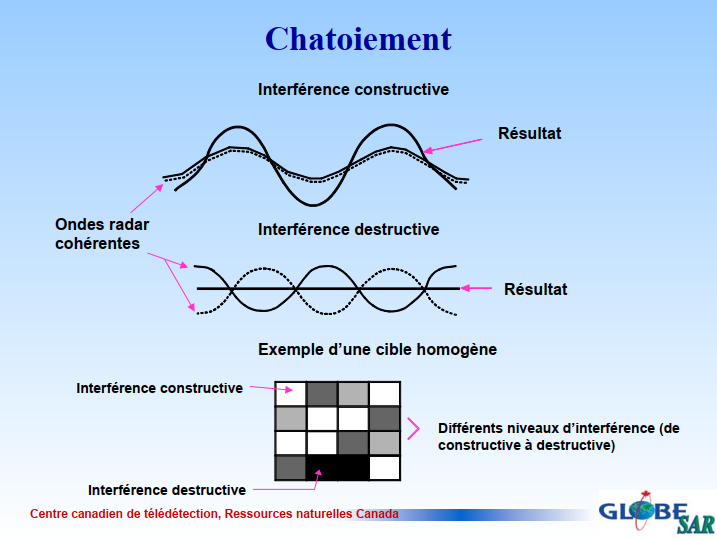 Chatoiement
Interférence constructive
Résultat
Ondes radar
cohérentes
Interférence destructive
Résultat
Exemple d’une cible homogène
Interférence constructive
Différents niveaux d’interférence (de
constructive à destructive)
Interférence destructive
Centre canadien de télédétection, Ressources naturelles Canada
GLOBE
SAR